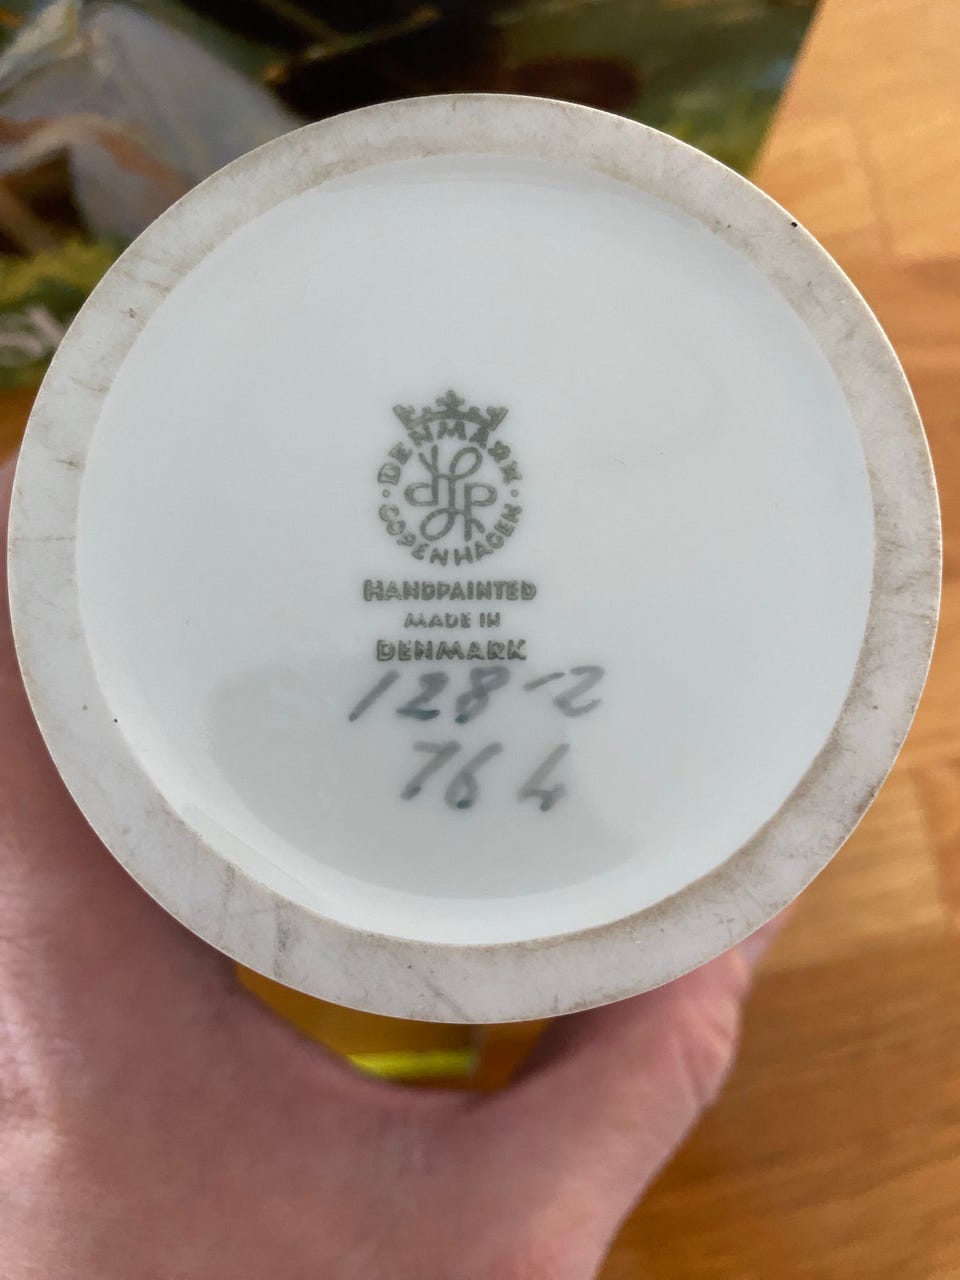 DENMARK
COPENHAGEN
HANDPAINTED
MADE IN
DENMARK
128-2
764